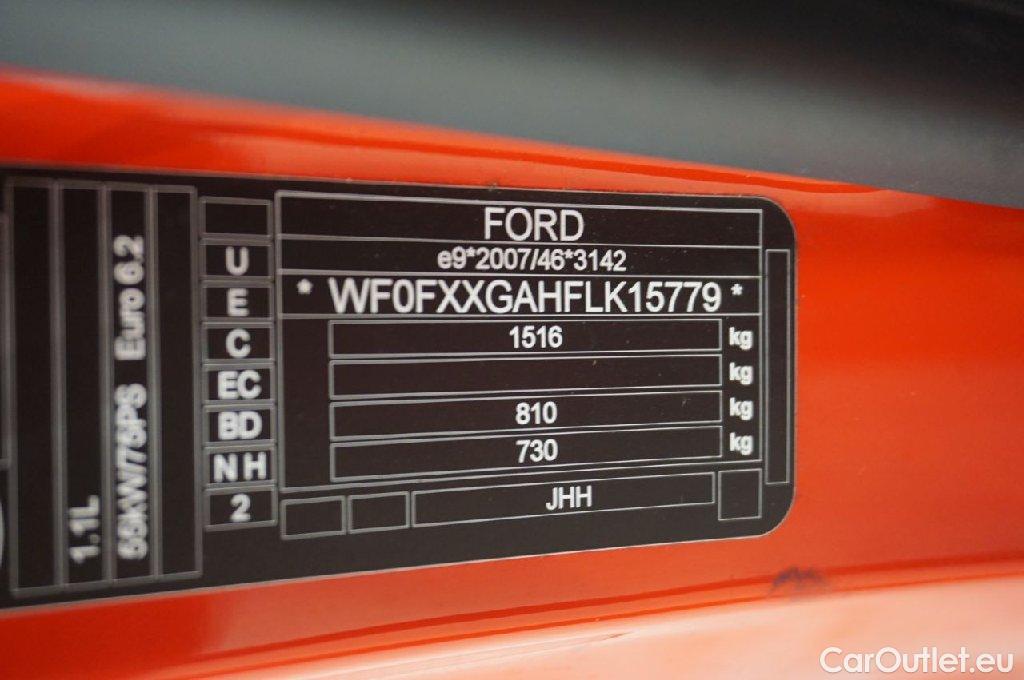 FORD
e9*2007/46*3142
* WF0FXXGAHFLK15779 *
1516 kg
kg
810 kg
730 kg
JHH
U
E
C
EC
BD
NH
2
1.1L
55kW/75PS Euro 6.2
CarOutlet.eu